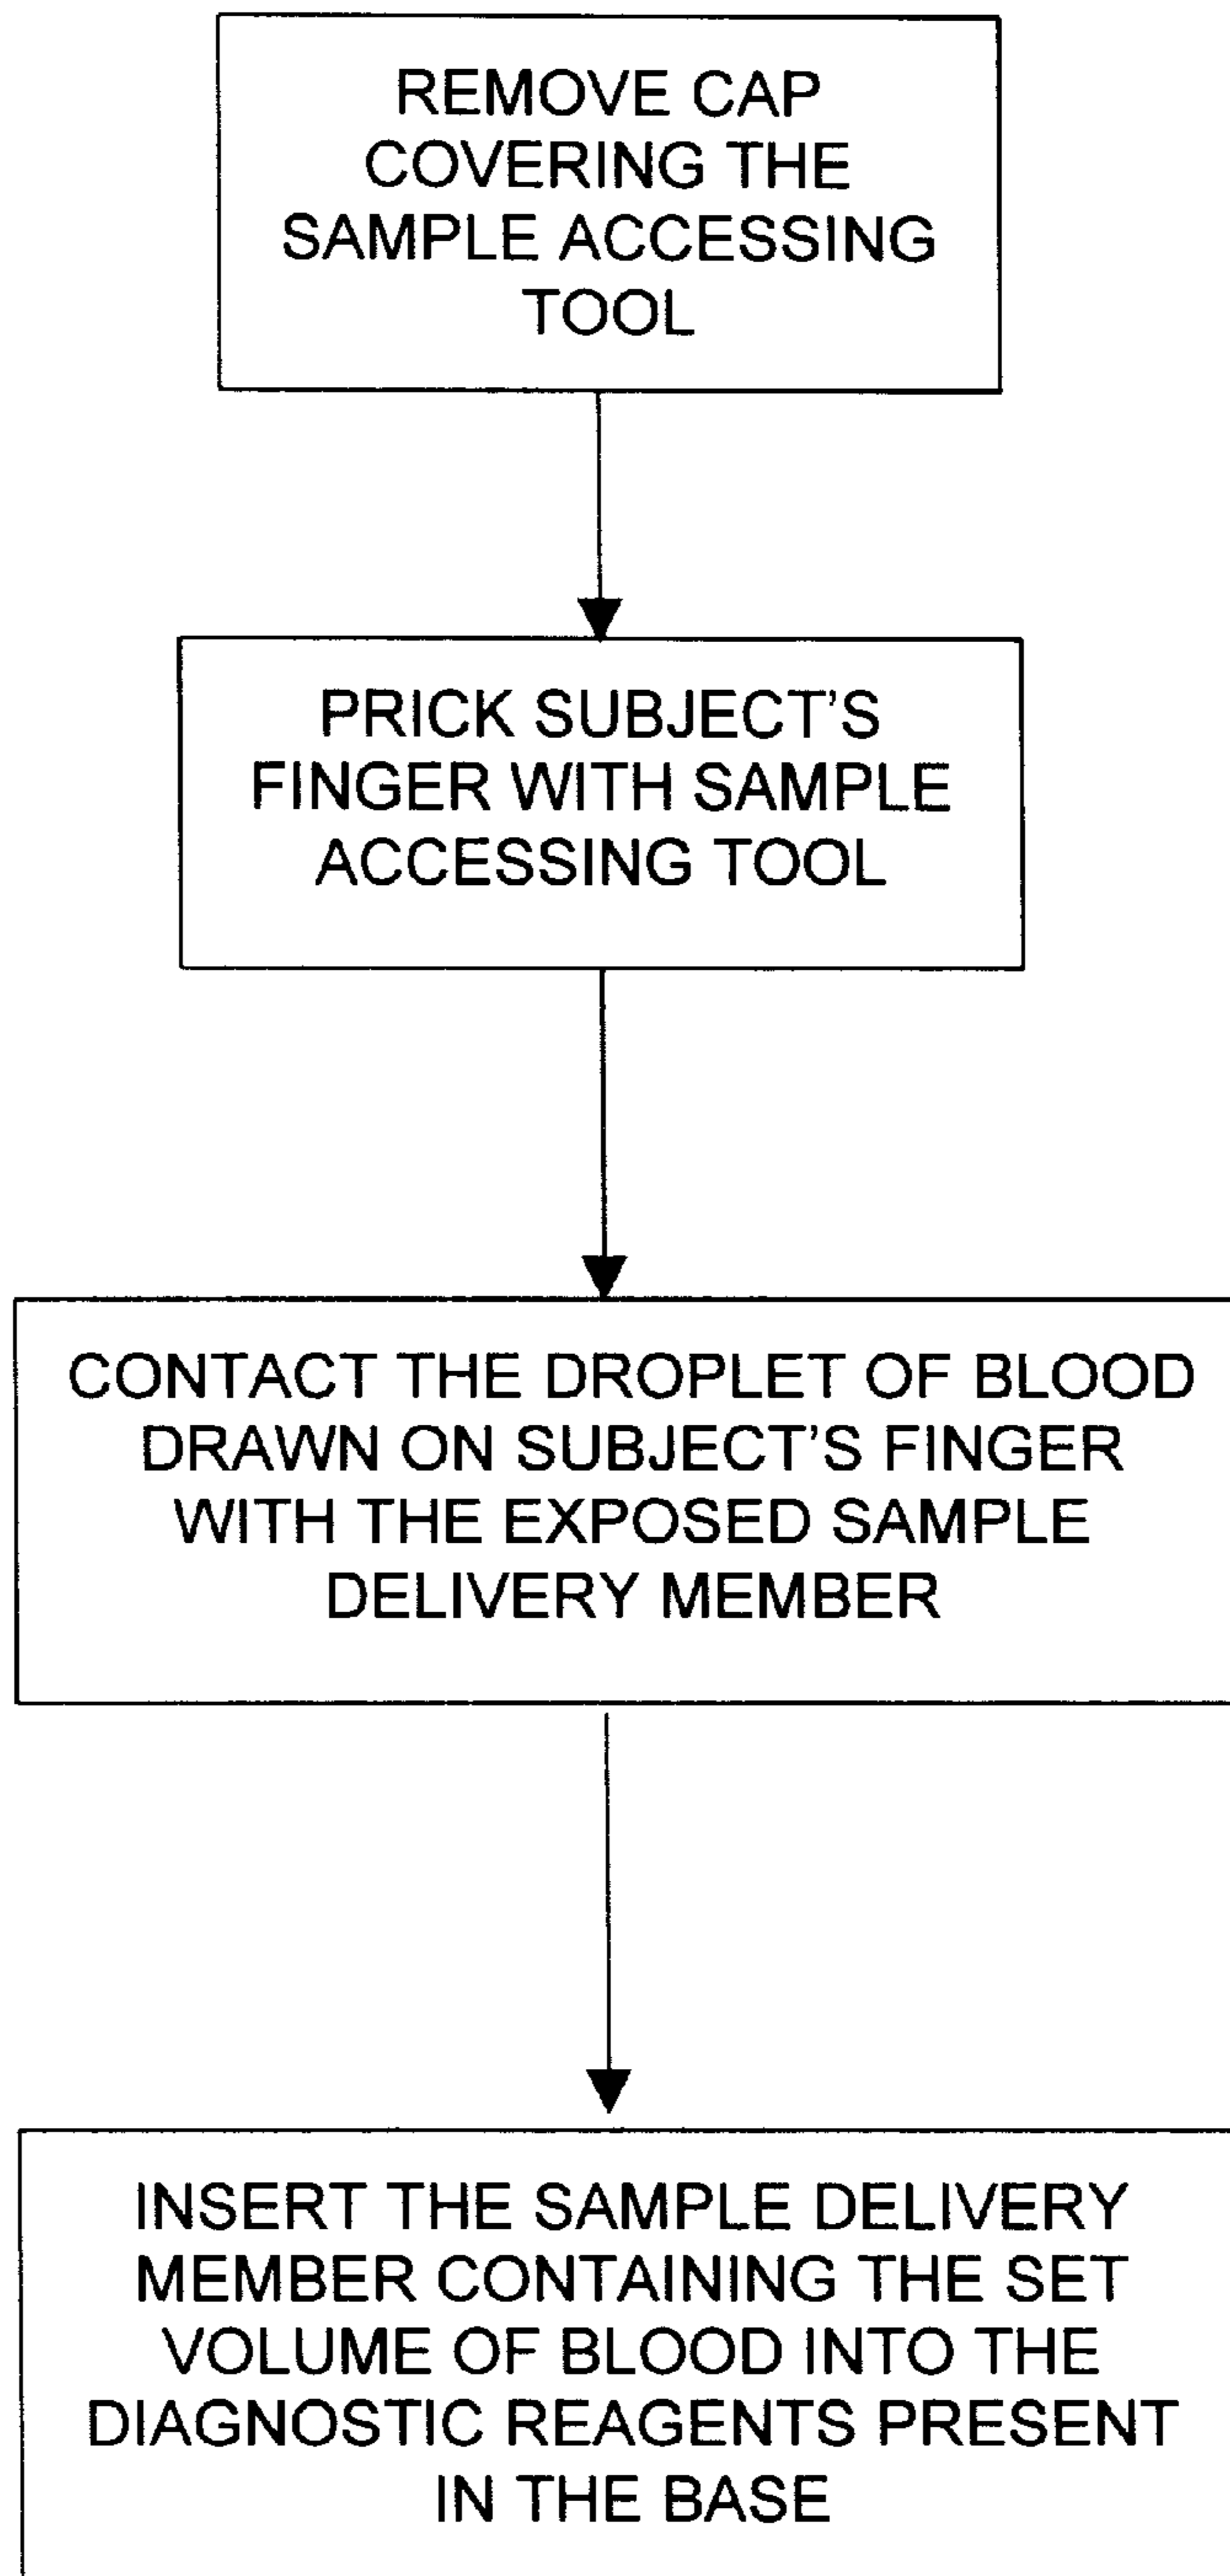 REMOVE CAP
COVERING THE
SAMPLE ACCESSING
TOOL
PRICK SUBJECT'S
FINGER WITH SAMPLE
ACCESSING TOOL
CONTACT THE DROPLET OF BLOOD
DRAWN ON SUBJECT'S FINGER
WITH THE EXPOSED SAMPLE
DELIVERY MEMBER
INSERT THE SAMPLE DELIVERY
MEMBER CONTAINING THE SET
VOLUME OF BLOOD INTO THE
DIAGNOSTIC REAGENTS PRESENT
IN THE BASE